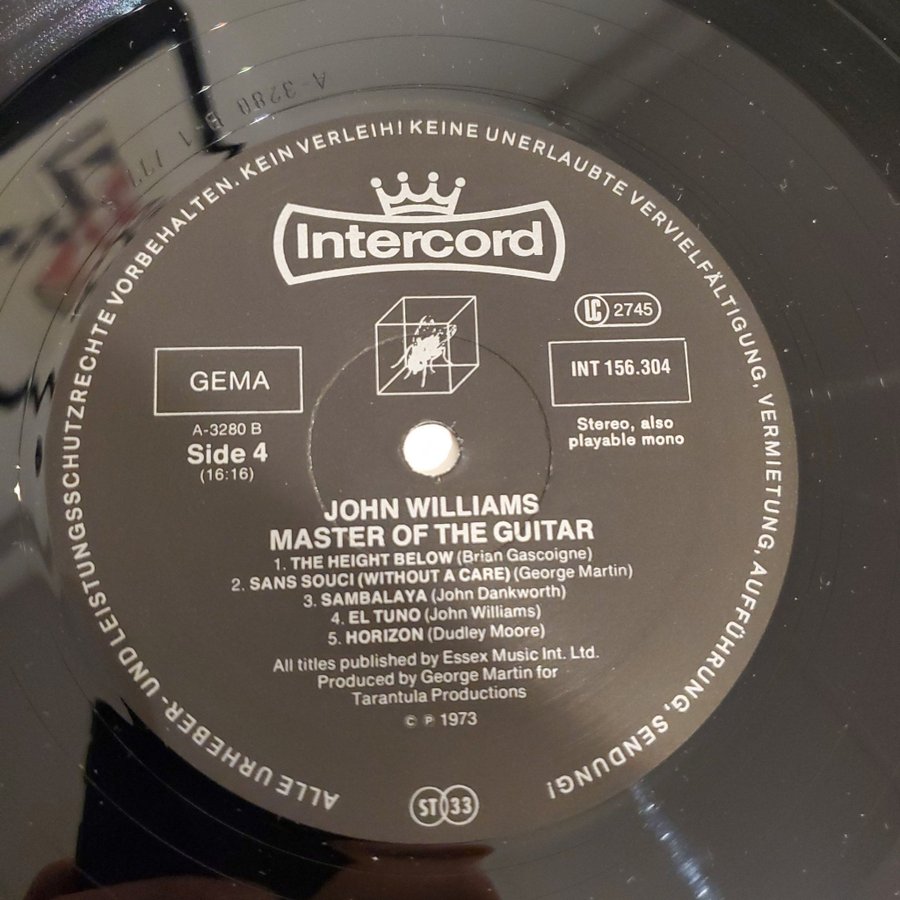 ALLE URHEBER- UND LEISTUNGSSCHUTZRECHTE VORBEHALTEN. KEIN VERLEIH! KEINE UNERLAUBTE VERVIELFÄLTIGUNG, VERMIETUNG, AUFFÜHRUNG, SENDUNG!
A-3280 B
Intercord
LC 2745
GEMA
INT 156.304
A-3280 B
Side 4
(16:16)
Stereo, also
playable mono
JOHN WILLIAMS
MASTER OF THE GUITAR
1. THE HEIGHT BELOW (Brian Gascoigne)
2. SANS SOUCI (WITHOUT A CARE) (George Martin)
3. SAMBALAYA (John Dankworth)
4. EL TUNO (John Williams)
5. HORIZON (Dudley Moore)
All titles published by Essex Music Int. Ltd.
Produced by George Martin for
Tarantula Productions
© ℗ 1973
ST 33